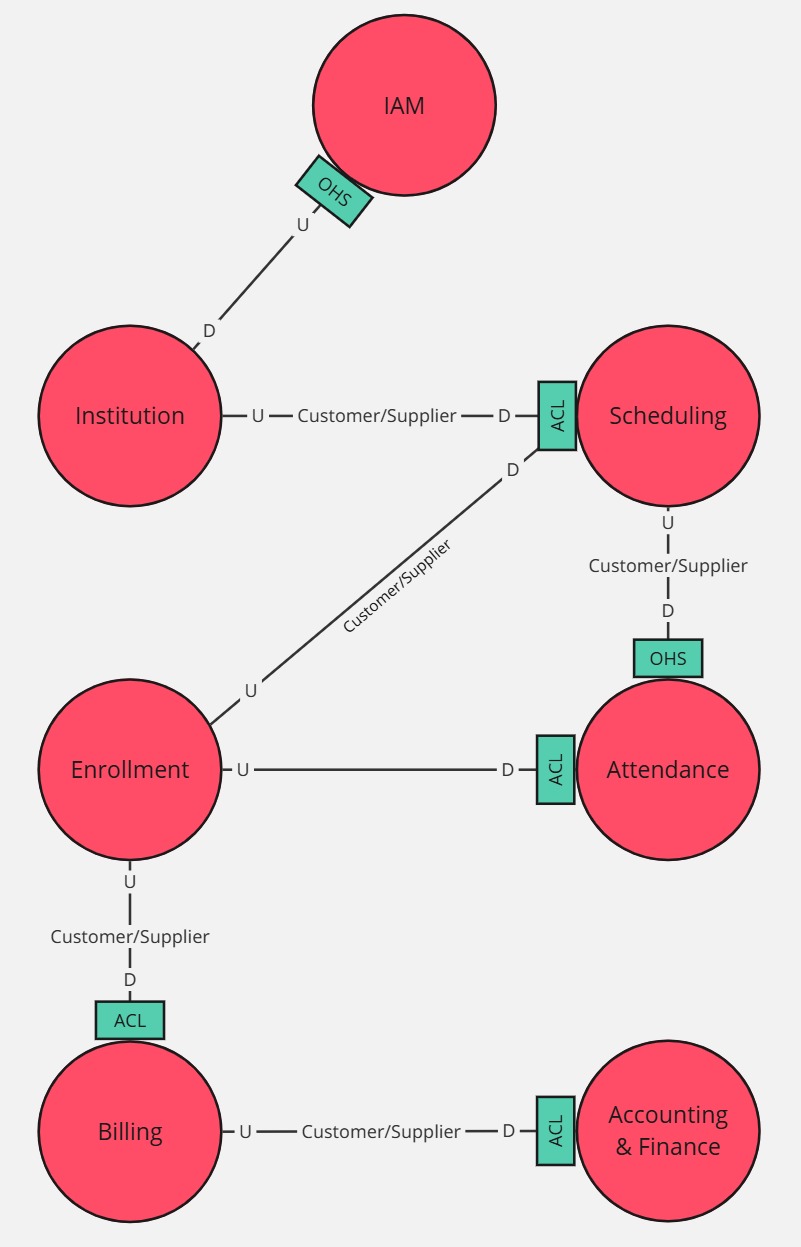 IAM
OHS
U
D
Institution
U
Customer/Supplier
D
ACL
Scheduling
D
Customer/Supplier
U
U
Customer/Supplier
D
OHS
Enrollment
U
D
ACL
Attendance
U
Customer/Supplier
D
ACL
Billing
U
Customer/Supplier
D
ACL
Accounting
& Finance